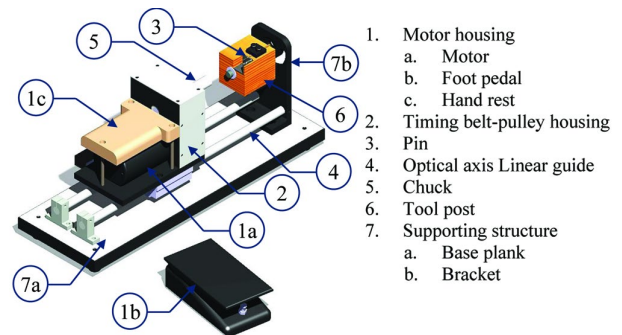 3
5
7b
1c
6
4
2
1a
7a
1b
1. Motor housing
a. Motor
b. Foot pedal
c. Hand rest
2. Timing belt-pulley housing
3. Pin
4. Optical axis Linear guide
5. Chuck
6. Tool post
7. Supporting structure
a. Base plank
b. Bracket